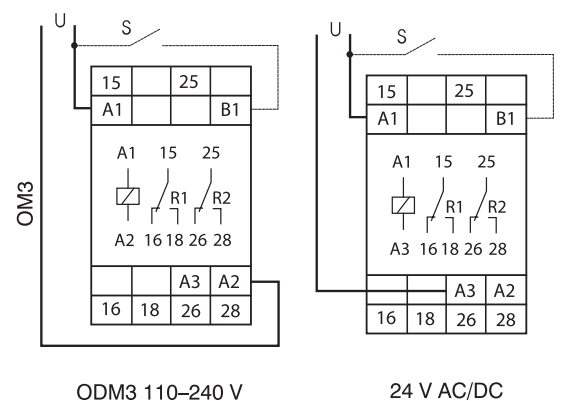 U
S
15 25
A1 B1
A1 15 25
R1 R2
A2 16 18 26 28
A3 A2
16 18 26 28
OM3
ODM3 110–240 V
U
S
15 25
A1 B1
A1 15 25
R1 R2
A3 16 18 26 28
A3 A2
16 18 26 28
24 V AC/DC